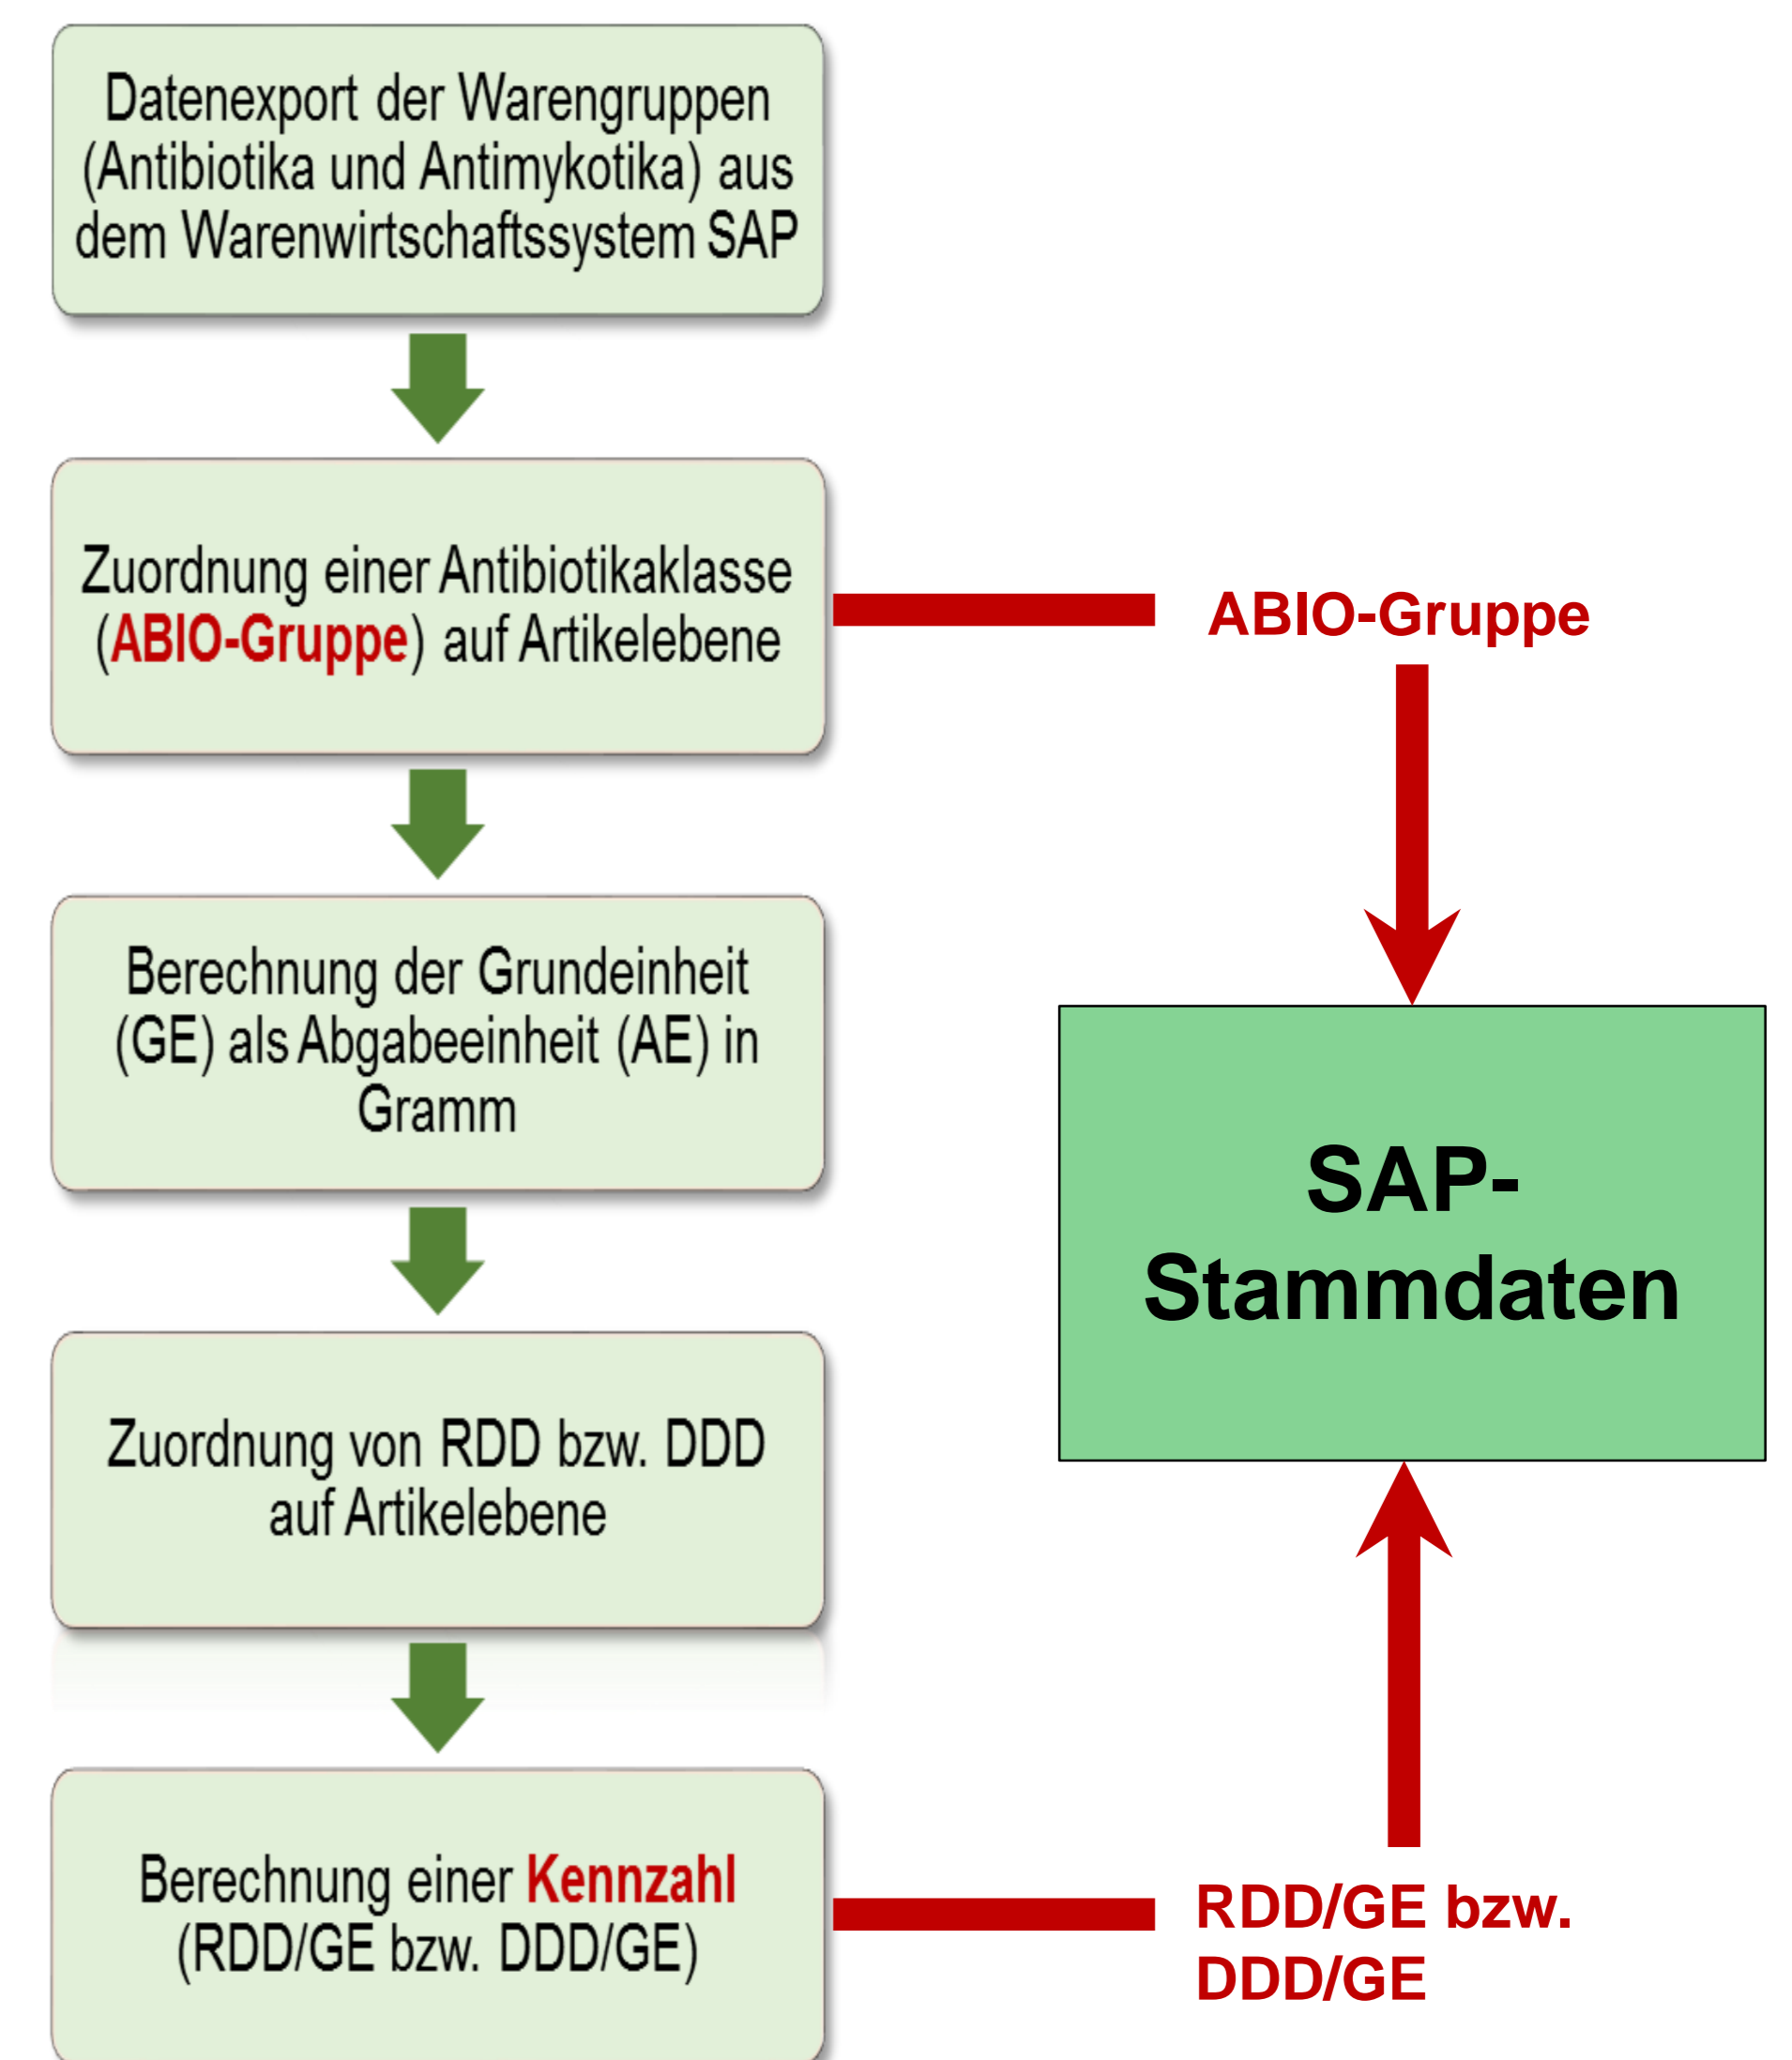 Datenexport der Warengruppen
(Antibiotika und Antimykotika) aus
dem Warenwirtschaftssystem SAP
Zuordnung einer Antibiotikaklasse
(ABIO-Gruppe) auf Artikelebene
ABIO-Gruppe
Berechnung der Grundeinheit
(GE) als Abgabeeinheit (AE) in
Gramm
SAP-
Stammdaten
Zuordnung von RDD bzw. DDD
auf Artikelebene
Berechnung einer Kennzahl
(RDD/GE bzw. DDD/GE)
RDD/GE bzw.
DDD/GE